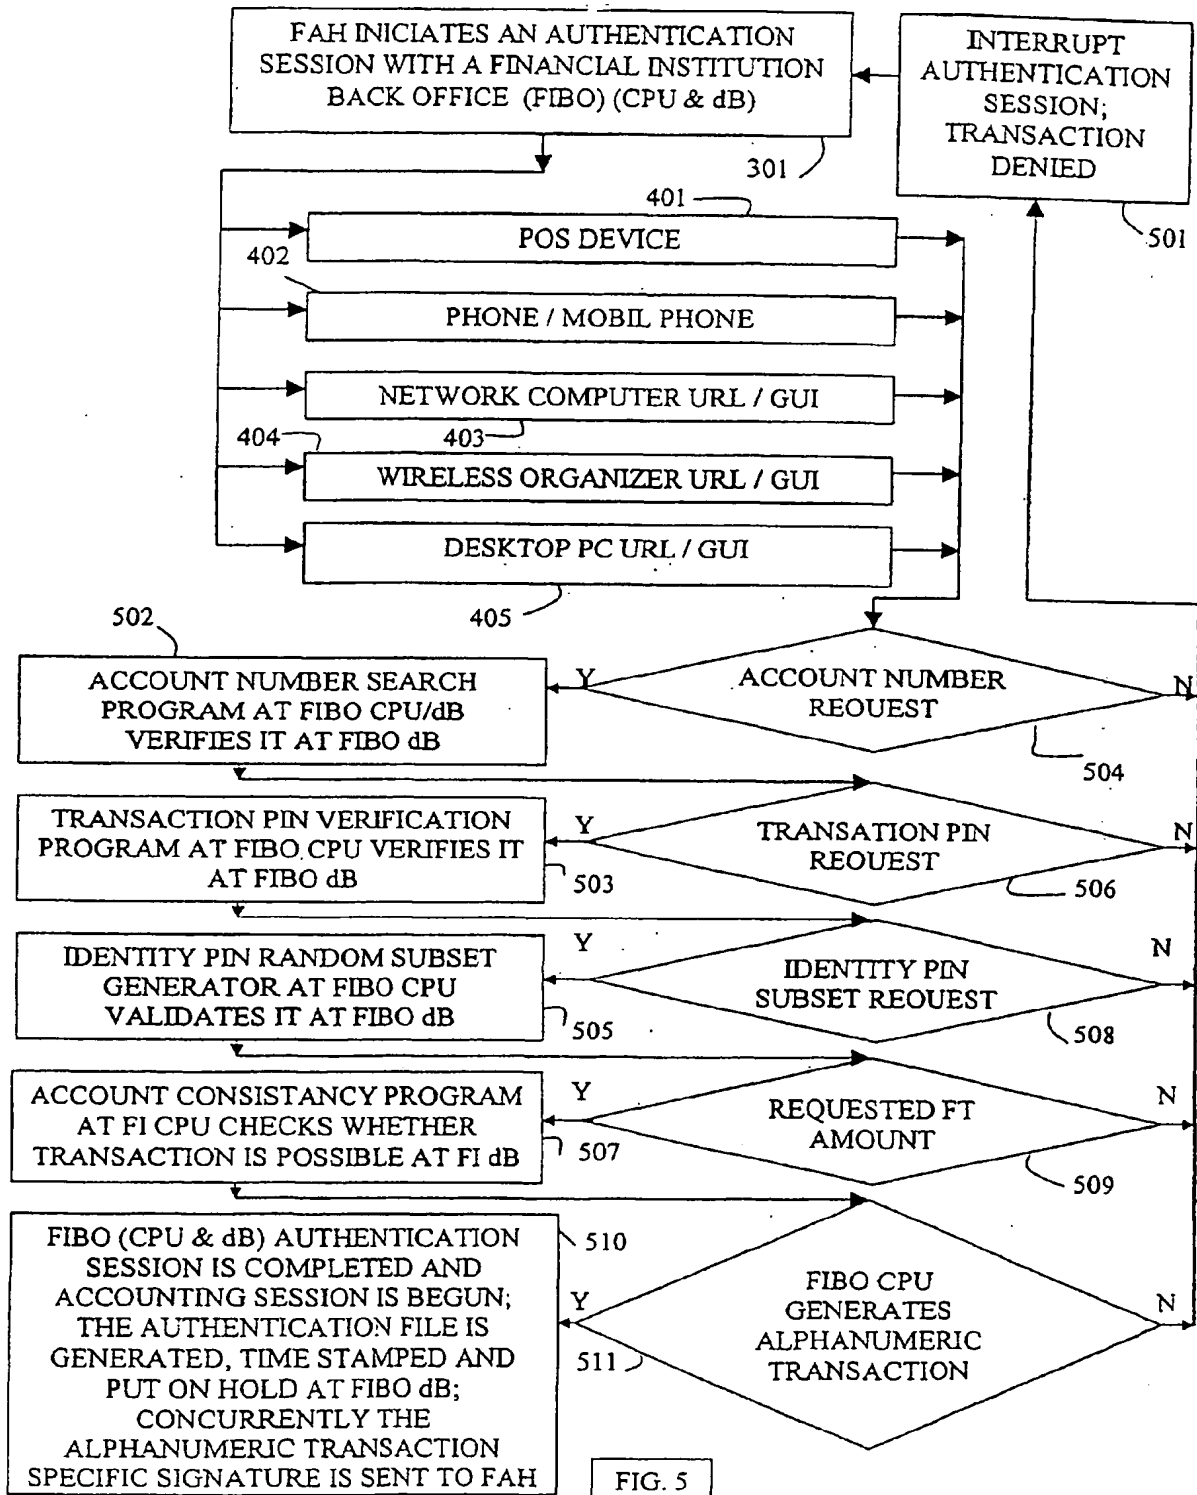 FAH INICIATES AN AUTHENTICATION
SESSION WITH A FINANCIAL INSTITUTION
BACK OFFICE (FIBO) (CPU & dB)
301
INTERRUPT
AUTHENTICATION
SESSION;
TRANSACTION
DENIED
501
401
POS DEVICE
402
PHONE / MOBIL PHONE
NETWORK COMPUTER URL / GUI
403
404
WIRELESS ORGANIZER URL / GUI
DESKTOP PC URL / GUI
405
502
ACCOUNT NUMBER SEARCH
PROGRAM AT FIBO CPU/dB
VERIFIES IT AT FIBO dB
Y
ACCOUNT NUMBER
REQUEST
N
504
TRANSACTION PIN VERIFICATION
PROGRAM AT FIBO CPU VERIFIES IT
AT FIBO dB
503
Y
TRANSATION PIN
REQUEST
N
506
IDENTITY PIN RANDOM SUBSET
GENERATOR AT FIBO CPU
VALIDATES IT AT FIBO dB
505
Y
IDENTITY PIN
SUBSET REQUEST
N
508
ACCOUNT CONSISTANCY PROGRAM
AT FI CPU CHECKS WHETHER
TRANSACTION IS POSSIBLE AT FI dB
507
Y
REQUESTED FT
AMOUNT
N
509
FIBO (CPU & dB) AUTHENTICATION
SESSION IS COMPLETED AND
ACCOUNTING SESSION IS BEGUN;
THE AUTHENTICATION FILE IS
GENERATED, TIME STAMPED AND
PUT ON HOLD AT FIBO dB;
CONCURRENTLY THE
ALPHANUMERIC TRANSACTION
SPECIFIC SIGNATURE IS SENT TO FAH
510
Y
511
FIBO CPU
GENERATES
ALPHANUMERIC
TRANSACTION
N
FIG. 5